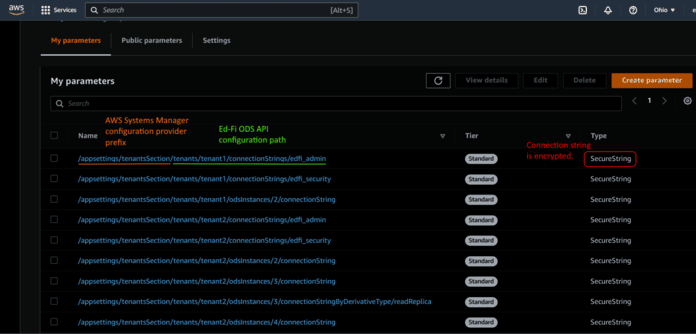 aws
Services
Search
[Alt+S]
Ohio ▼
My parameters
Public parameters
Settings
My parameters
View details
Edit
Delete
Create parameter
Search
1
AWS Systems Manager
configuration provider
prefix
Ed-Fi ODS API
configuration path
Connection string
is encrypted.
Name
Tier
Type
/appsettings/tenantsSection/tenants/tenant1/connectionStrings/edfi_admin Standard SecureString
/appsettings/tenantsSection/tenants/tenant1/connectionStrings/edfi_security Standard SecureString
/appsettings/tenantsSection/tenants/tenant1/odsInstances/2/connectionString Standard SecureString
/appsettings/tenantsSection/tenants/tenant2/connectionStrings/edfi_admin Standard SecureString
/appsettings/tenantsSection/tenants/tenant2/connectionStrings/edfi_security Standard SecureString
/appsettings/tenantsSection/tenants/tenant2/odsInstances/2/connectionString Standard SecureString
/appsettings/tenantsSection/tenants/tenant2/odsInstances/3/connectionString Standard SecureString
/appsettings/tenantsSection/tenants/tenant2/odsInstances/3/connectionStringByDerivativeType/readReplica Standard SecureString
/appsettings/tenantsSection/tenants/tenant2/odsInstances/4/connectionString Standard SecureString